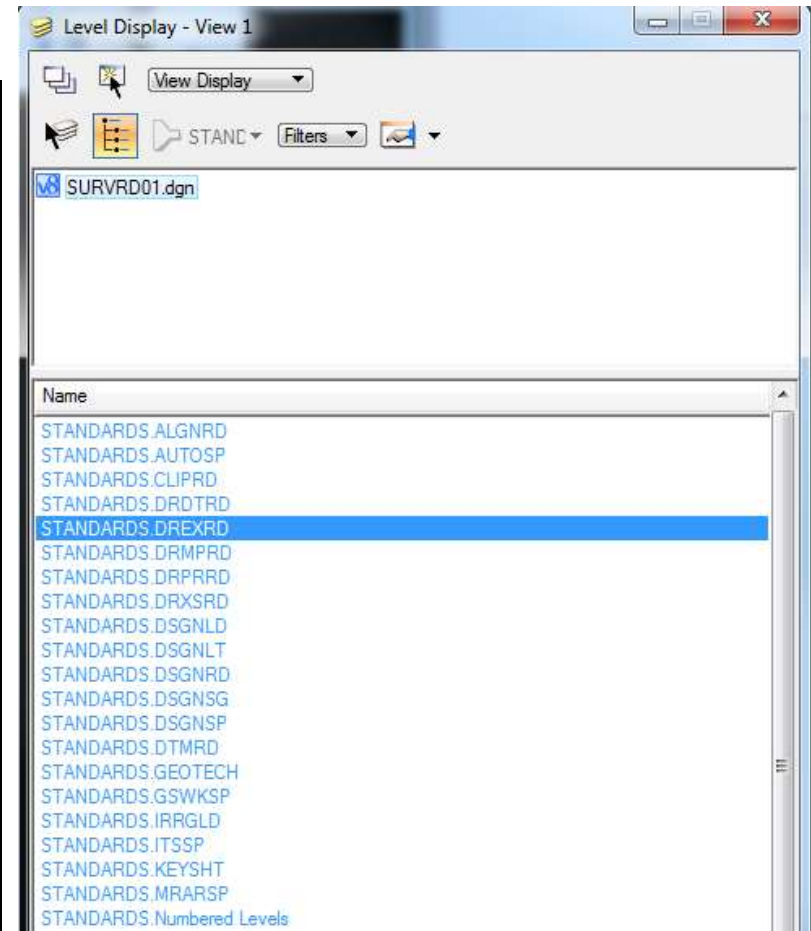 Level Display - View 1
View Display
STAND Filters
SURVRD01.dgn
Name
STANDARDS.ALGNRD
STANDARDS.AUTOSP
STANDARDS.CLIPRD
STANDARDS.DRDTRD
STANDARDS.DREXRD
STANDARDS.DRMPRD
STANDARDS.DRPRRD
STANDARDS.DRXSRD
STANDARDS.DSGNLD
STANDARDS.DSGNLT
STANDARDS.DSGNRD
STANDARDS.DSGNSG
STANDARDS.DSGNSP
STANDARDS.DTMRD
STANDARDS.GEOTECH
STANDARDS.GSWKSP
STANDARDS.IRRGLD
STANDARDS.ITSSP
STANDARDS.KEYSHT
STANDARDS.MRARSP
STANDARDS.Numbered Levels